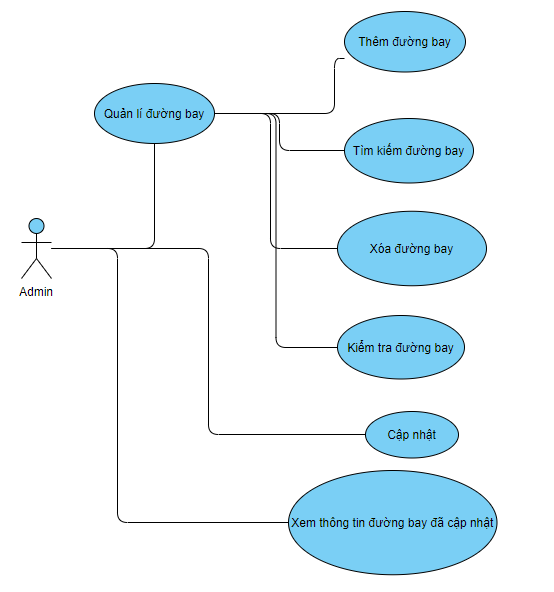 Thêm đường bay
Quản lí đường bay
Tìm kiếm đường bay
Xóa đường bay
Admin
Kiểm tra đường bay
Cập nhật
Xem thông tin đường bay đã cập nhật